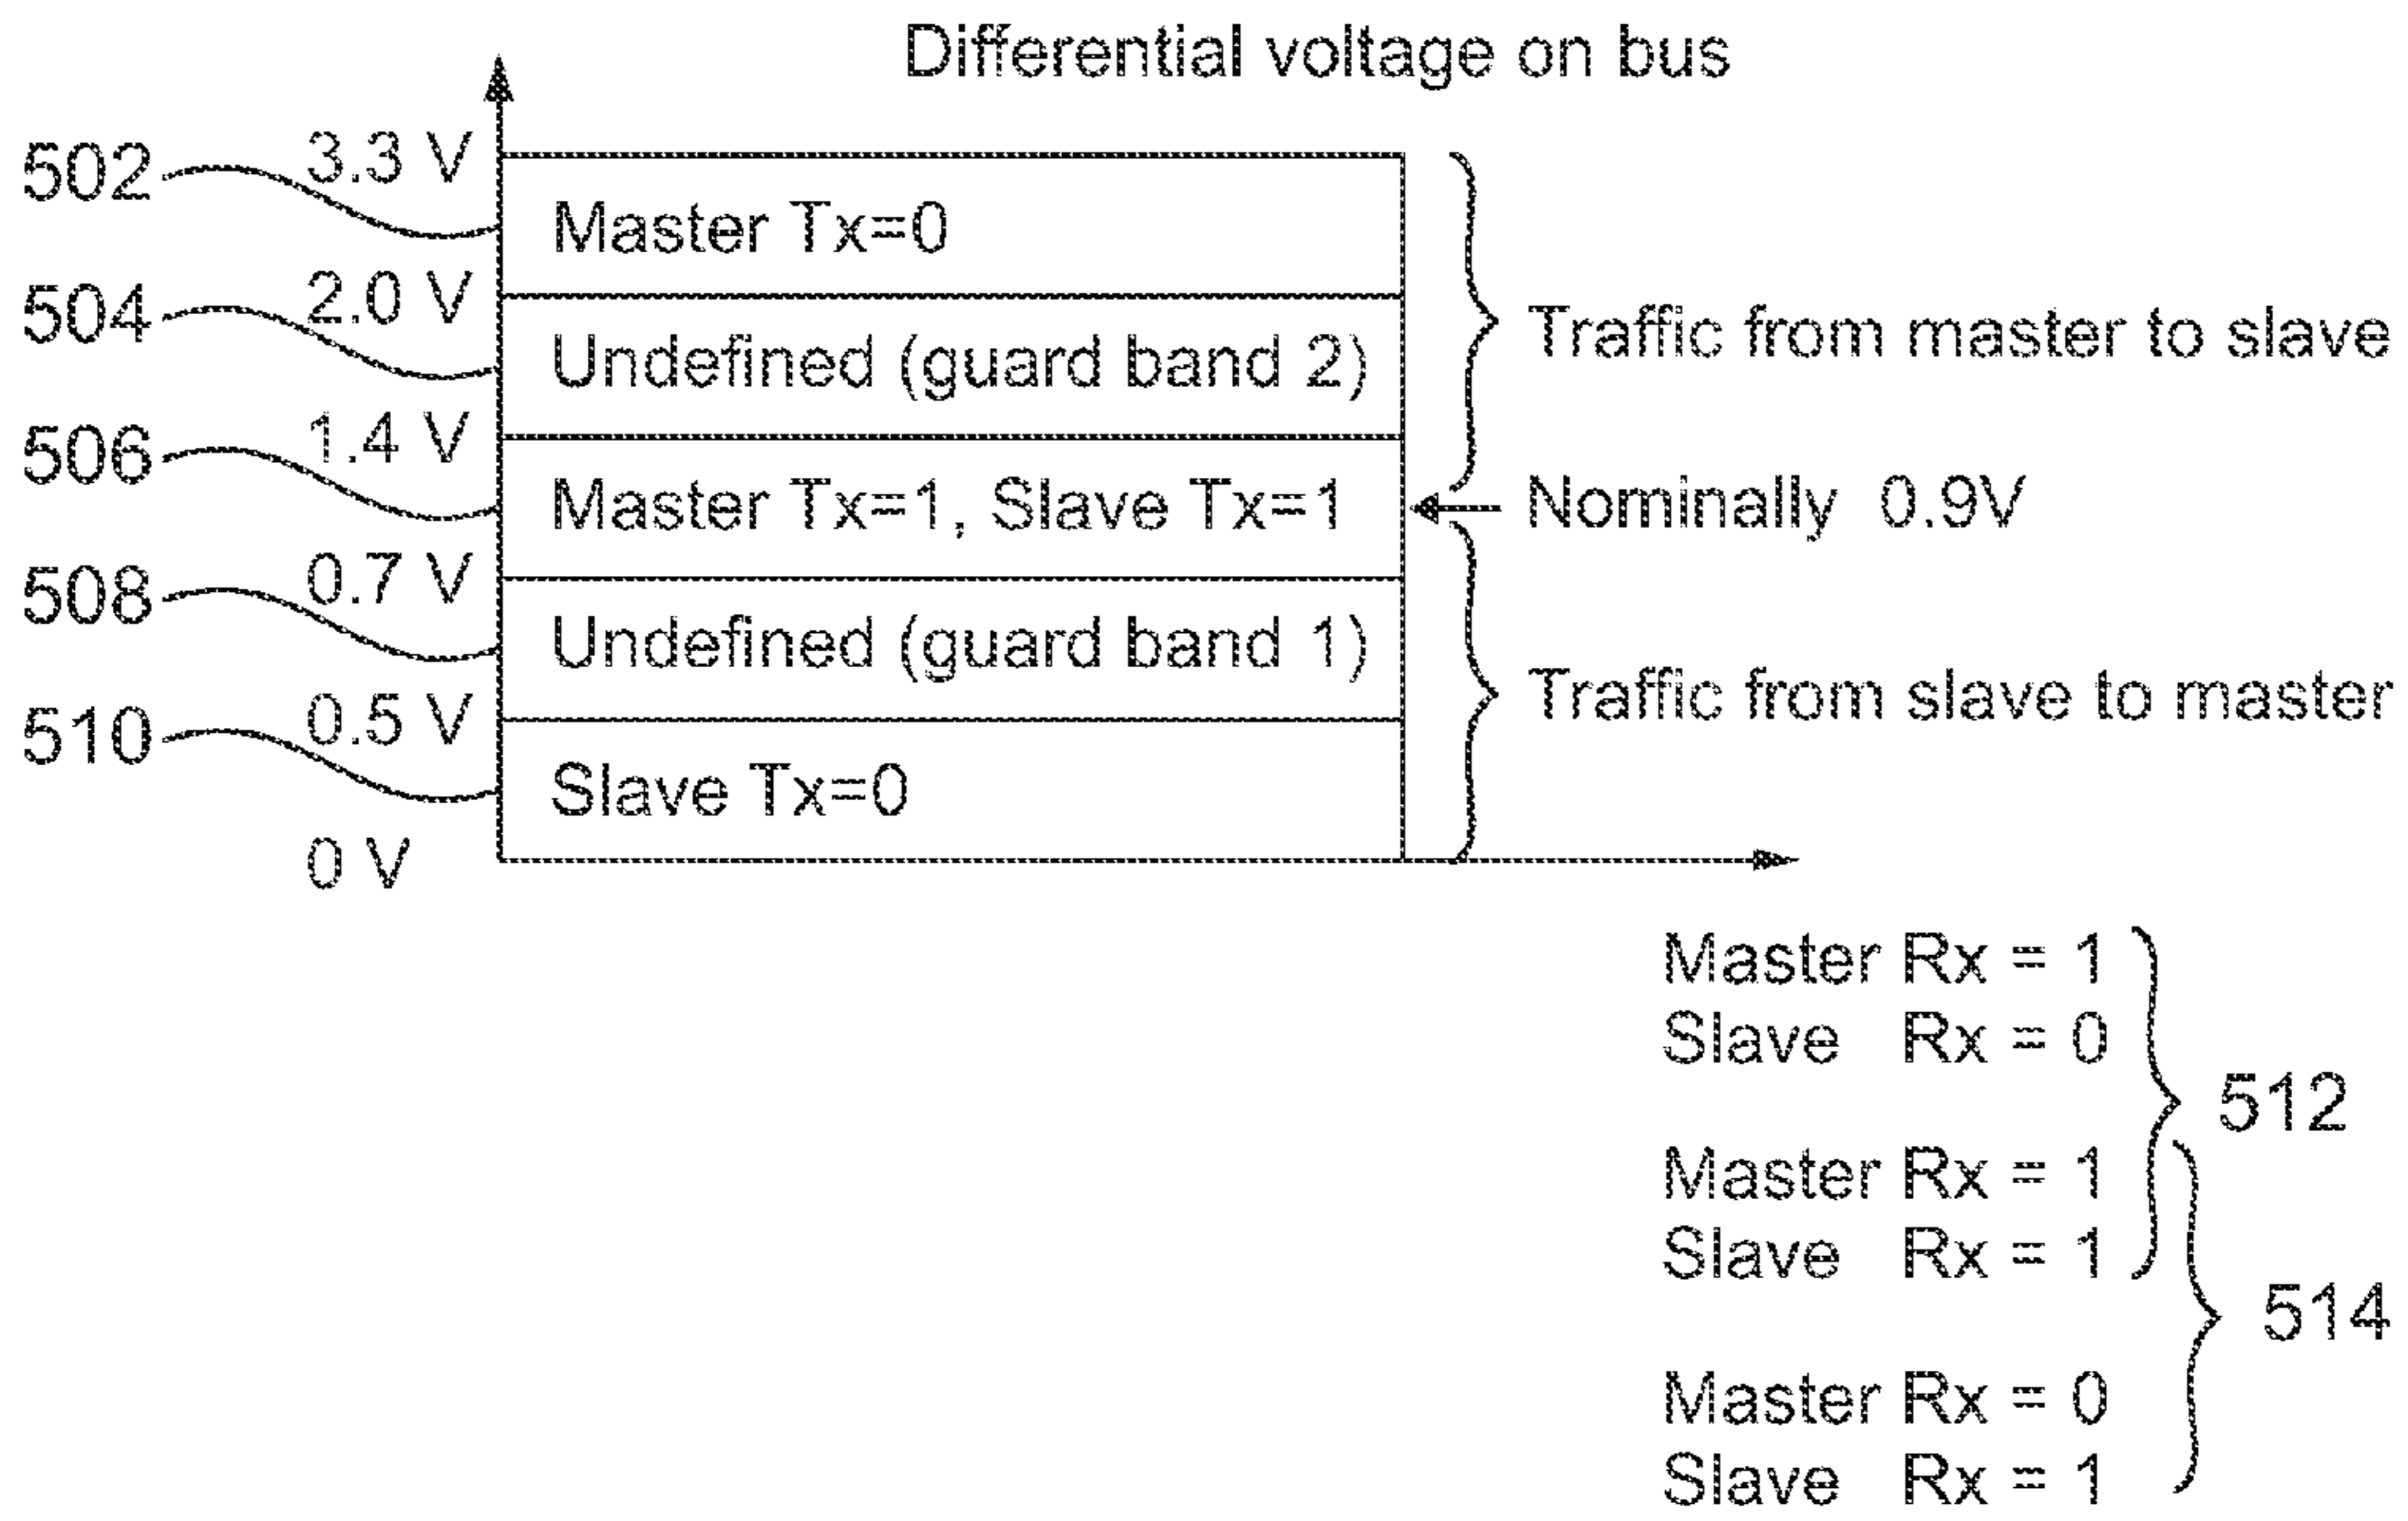 Differential voltage on bus
502 3.3 V
Master Tx=0
504 2.0 V
Undefined (guard band 2)
Traffic from master to slave
506 1.4 V
Master Tx=1, Slave Tx=1
Nominally 0.9V
508 0.7 V
Undefined (guard band 1)
Traffic from slave to master
510 0.5 V
Slave Tx=0
0 V
Master Rx = 1
Slave Rx = 0
512
Master Rx = 1
Slave Rx = 1
514
Master Rx = 0
Slave Rx = 1